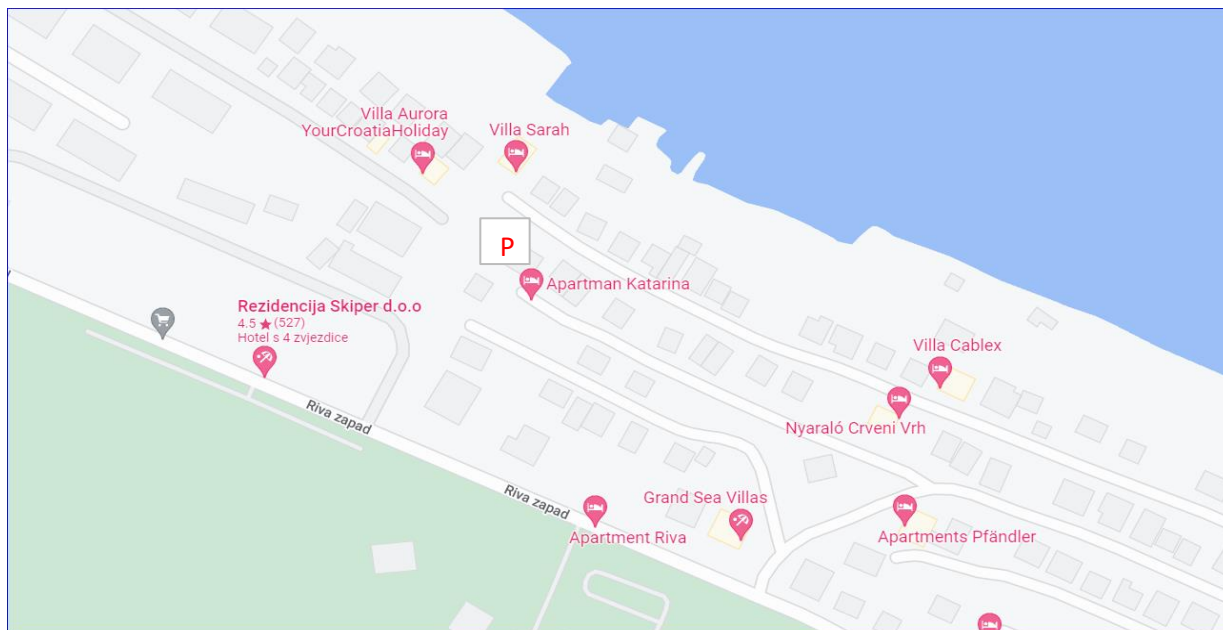 Villa Aurora
YourCroatiaHoliday
Villa Sarah
P
Apartman Katarina
Rezidencija Skiper d.o.o
4.5 ★ (527)
Hotel s 4 zvjezdice
Villa Cablex
Riva zapad
Nyaraló Crveni Vrh
Riva zapad
Grand Sea Villas
Apartment Riva
Apartments Pfändler